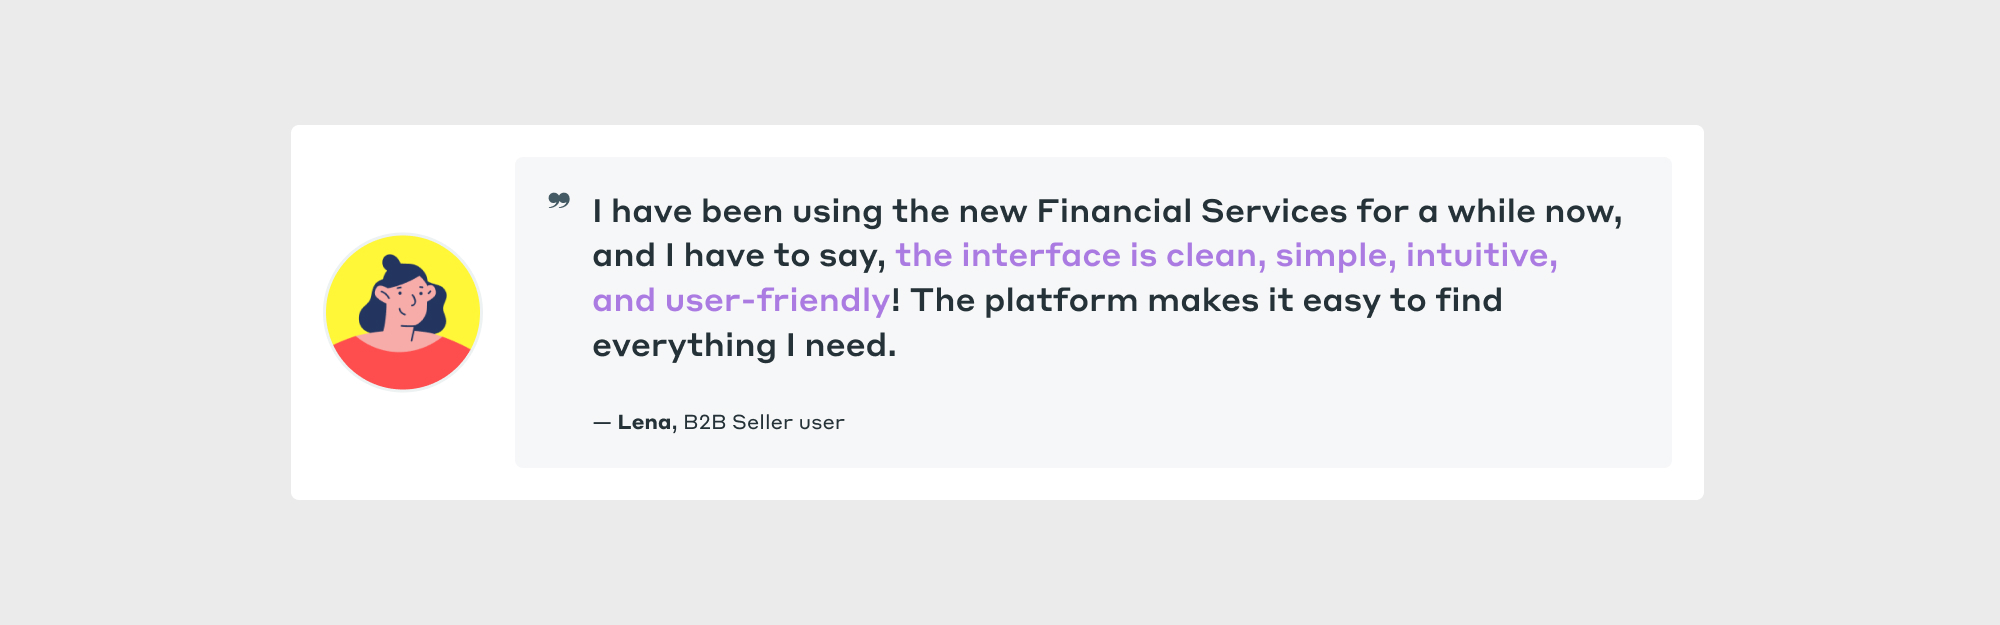 ❞ I have been using the new Financial Services for a while now,
and I have to say, the interface is clean, simple, intuitive,
and user-friendly! The platform makes it easy to find
everything I need.
— Lena, B2B Seller user